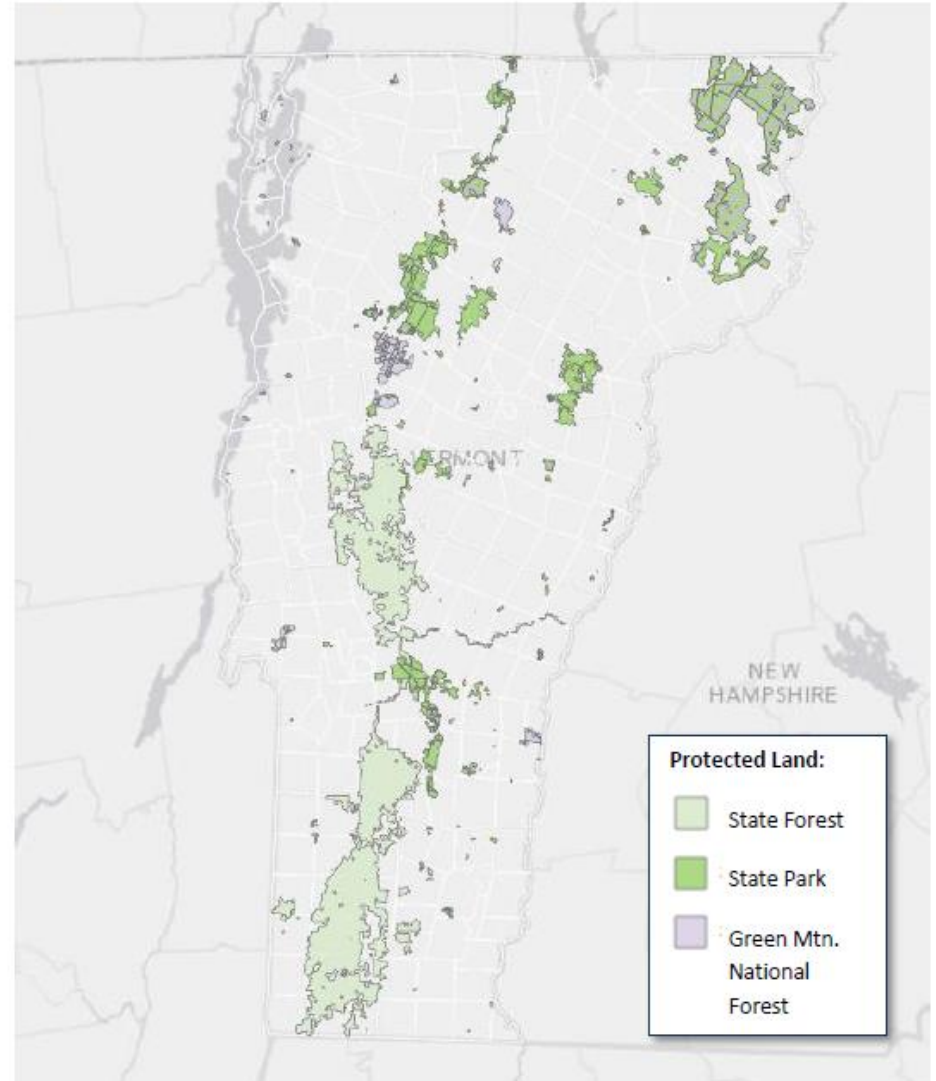 VERMONT
NEW
HAMPSHIRE
Protected Land:
State Forest
State Park
Green Mtn.
National
Forest